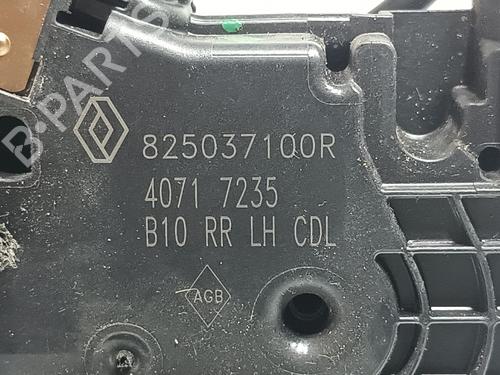 B-PARTS
825037100R
4071 7235
B10 RR LH CDL
AGB